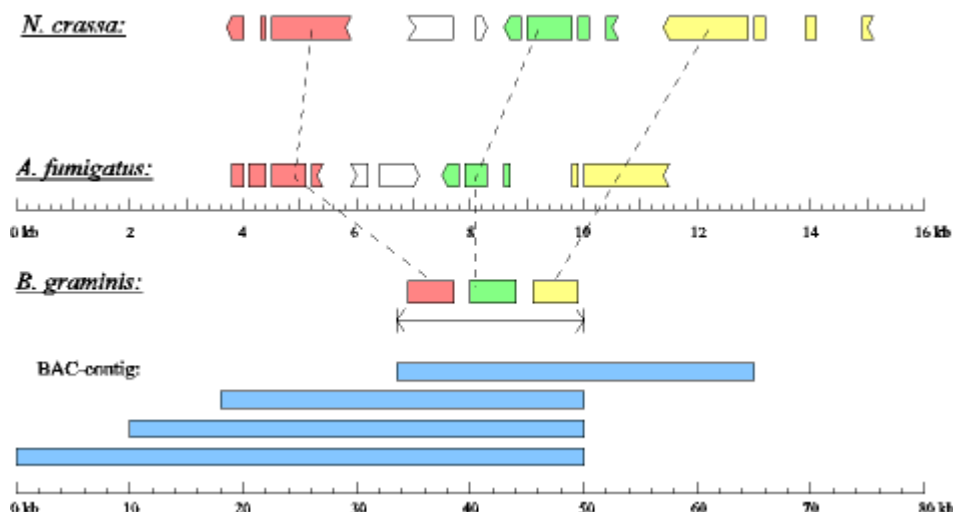 N. crassa:
A. fumigatus:
0 kb 2 4 6 8 10 12 14 16 kb
B. graminis:
BAC-contig:
0 kb 10 20 30 40 50 60 70 80 kb